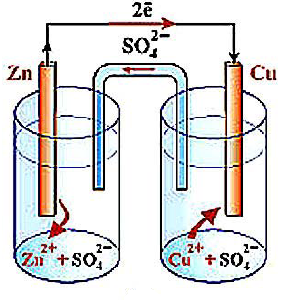 2ē
SO₄²⁻
Zn
Cu
Zn²⁺ + SO₄²⁻
Cu²⁺ + SO₄²⁻